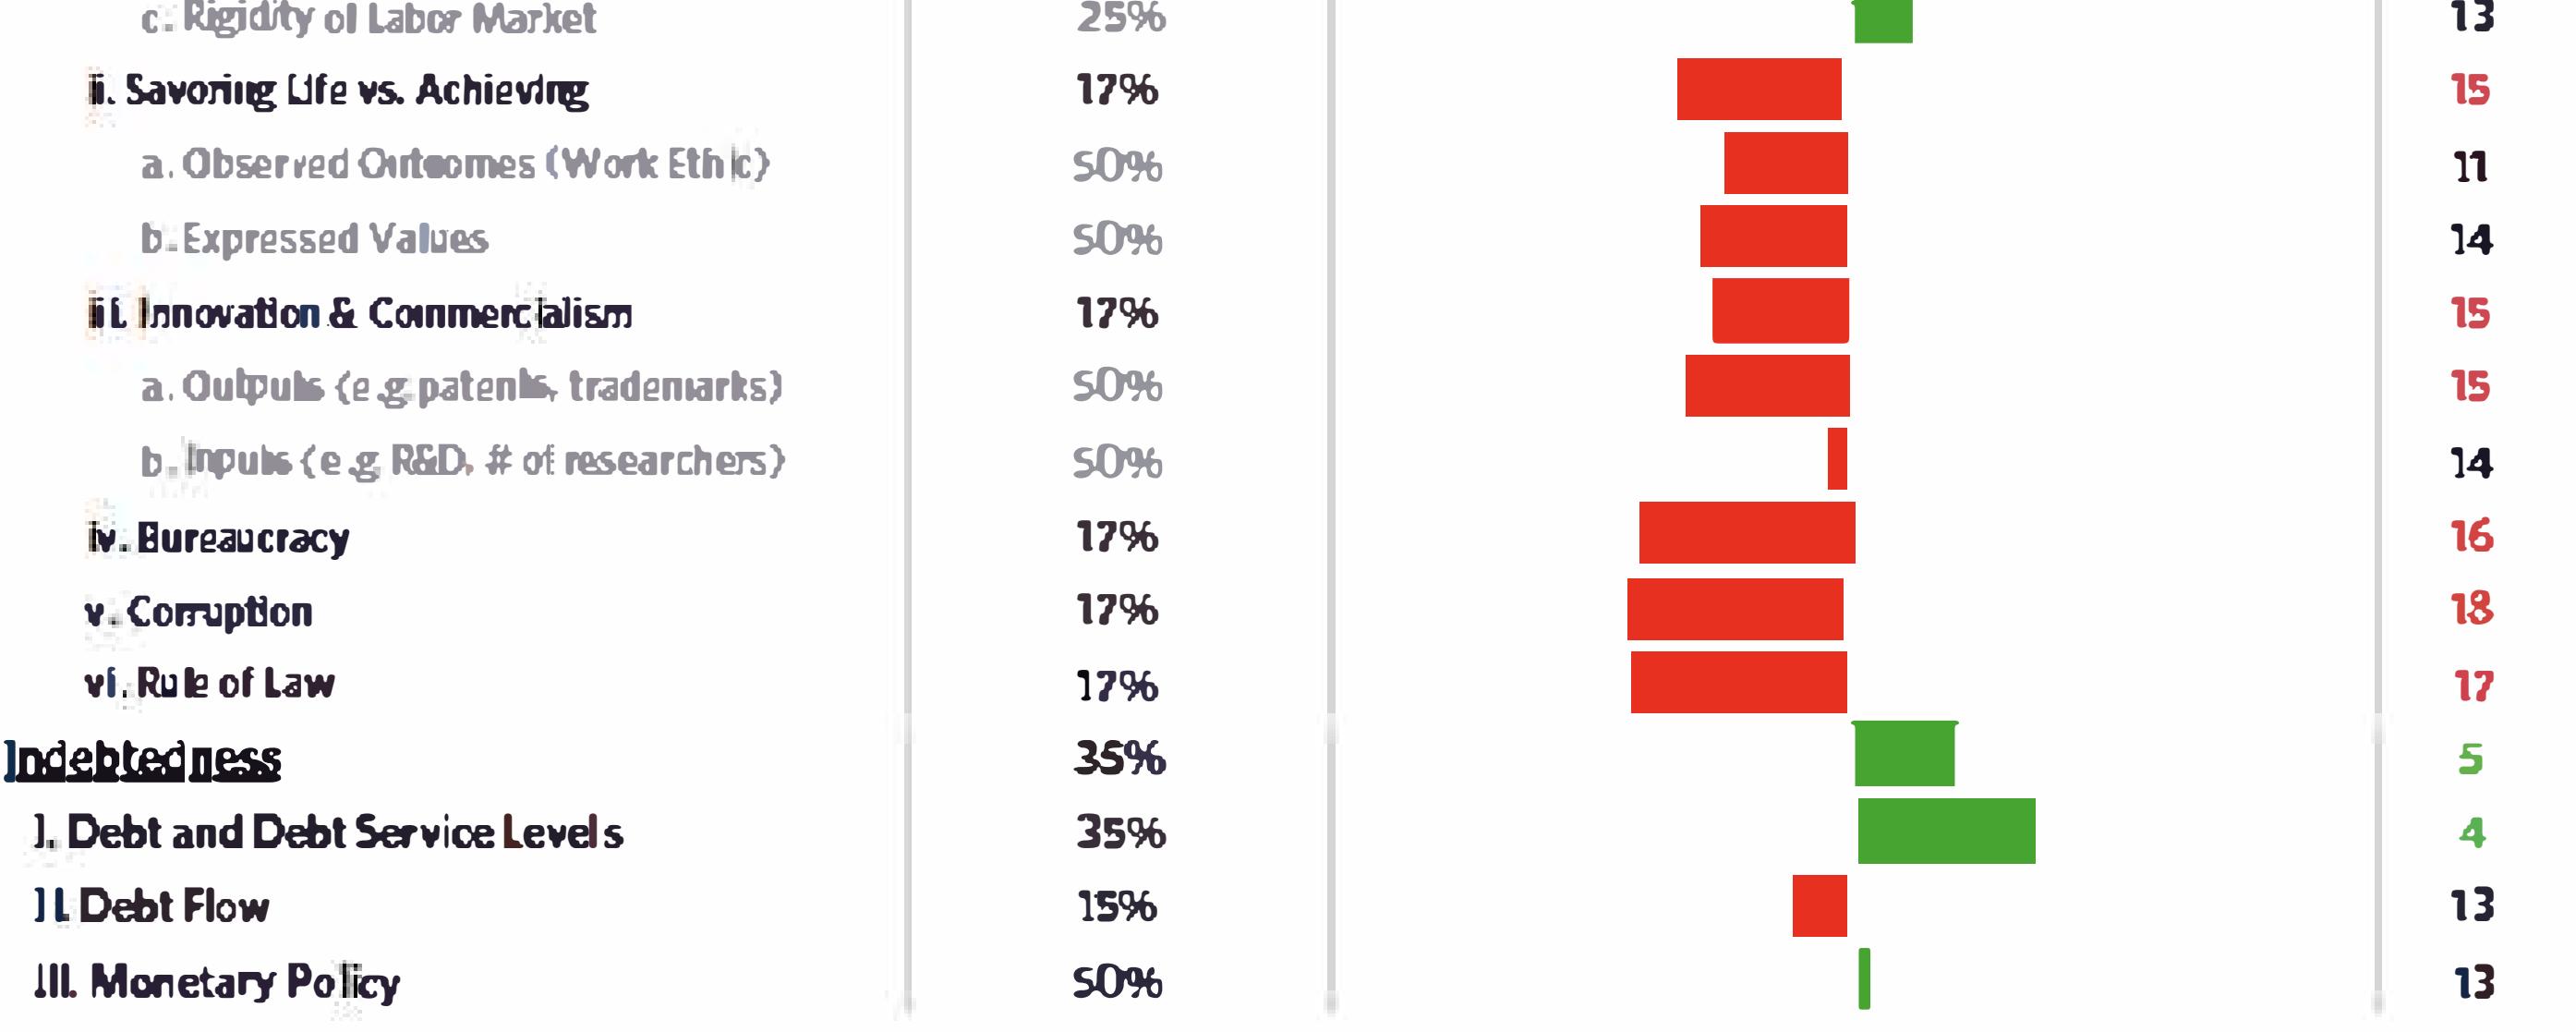 c. Rigidity of Labor Market 25% 13
ii. Savoring Life vs. Achieving 17% 15
a. Observed Outcomes (Work Ethic) 50% 11
b. Expressed Values 50% 14
iii. Innovation & Commercialism 17% 15
a. Outputs (e.g. patents, trademarks) 50% 15
b. Inputs (e.g. R&D, # of researchers) 50% 14
iv. Bureaucracy 17% 16
v. Corruption 17% 18
vi. Rule of Law 17% 17
Indebtedness 35% 5
I. Debt and Debt Service Levels 35% 4
II. Debt Flow 15% 13
III. Monetary Policy 50% 13